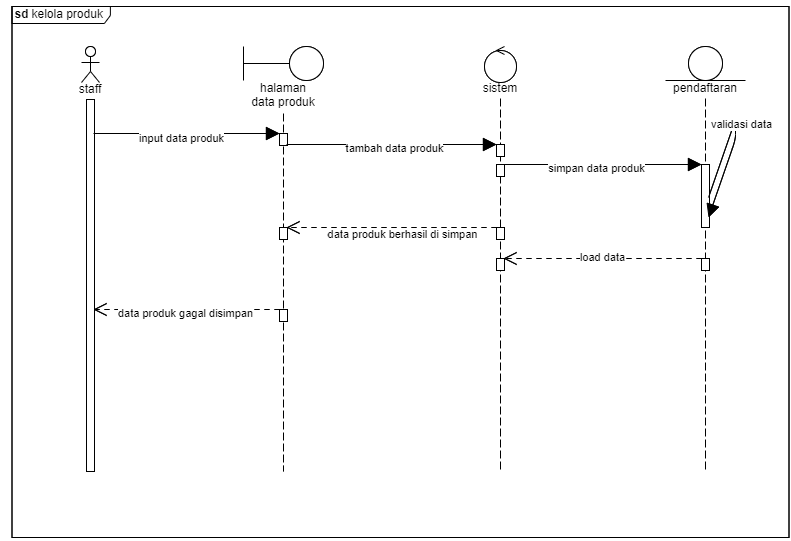 sd kelola produk
staff
halaman
data produk
sistem
pendaftaran
validasi data
input data produk
tambah data produk
simpan data produk
data produk berhasil di simpan
load data
data produk gagal disimpan